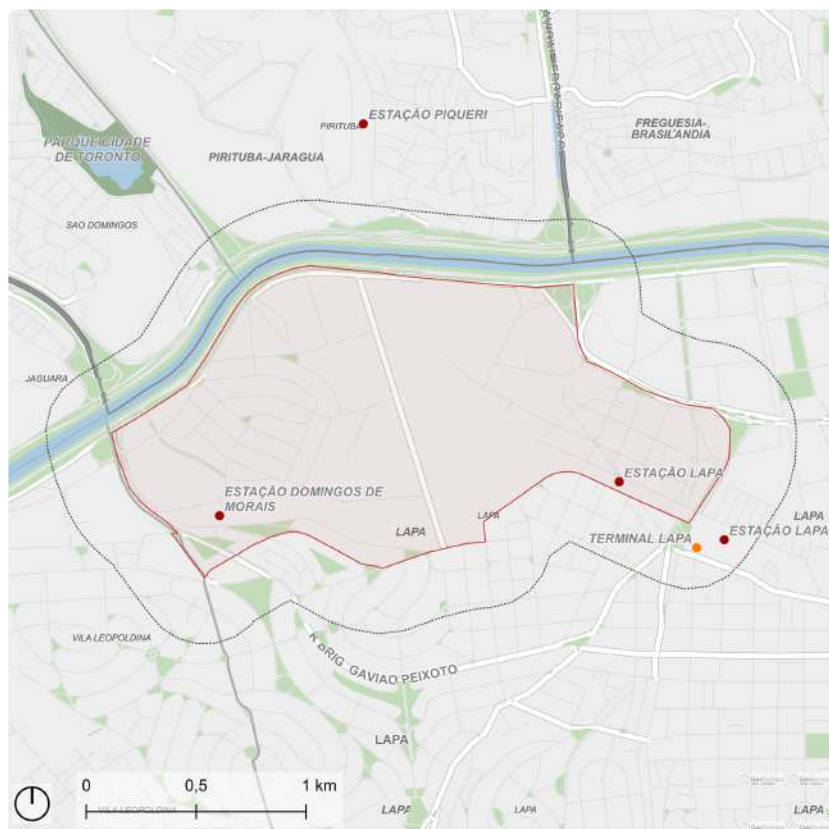 ESTAÇÃO PIQUERI
PIRITUBA
FREGUESIA-
BRASILANDIA
PARQUE CIDADE
DE TORONTO
PIRITUBA-JARAGUA
SAO DOMINGOS
JAGUARA
ESTAÇÃO LAPA
ESTAÇÃO DOMINGOS DE
MORAIS
LAPA
LAPA
LAPA
ESTAÇÃO LAPA
TERMINAL LAPA
VILA LEOPOLDINA
R BRIG GAVIAO PEIXOTO
LAPA
0 0,5 1 km
VILA LEOPOLDINA
LAPA
LAPA
LAPA